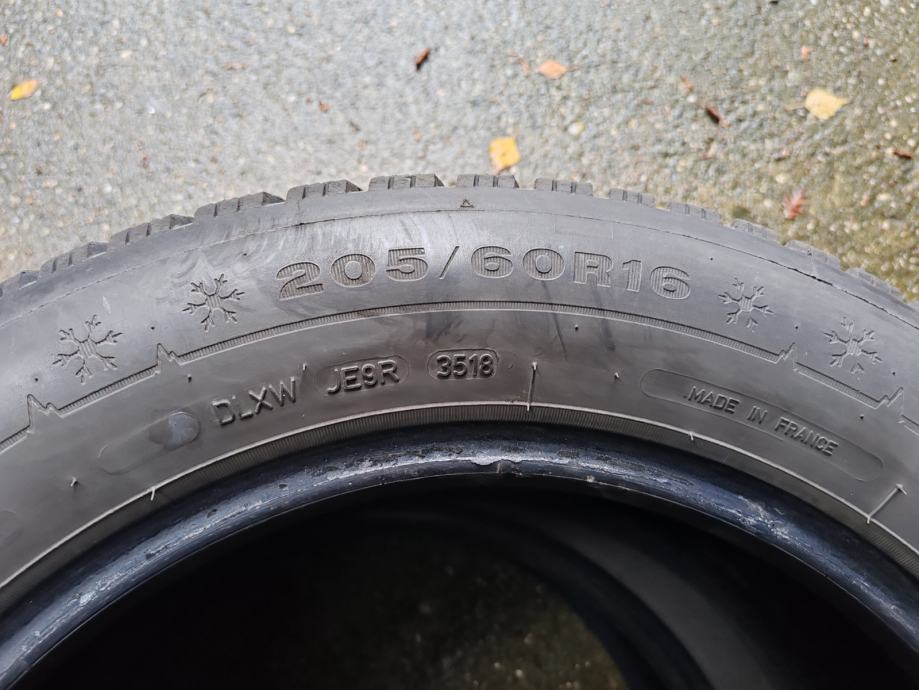 205/60R16
DLXW JE9R 3518
MADE IN FRANCE